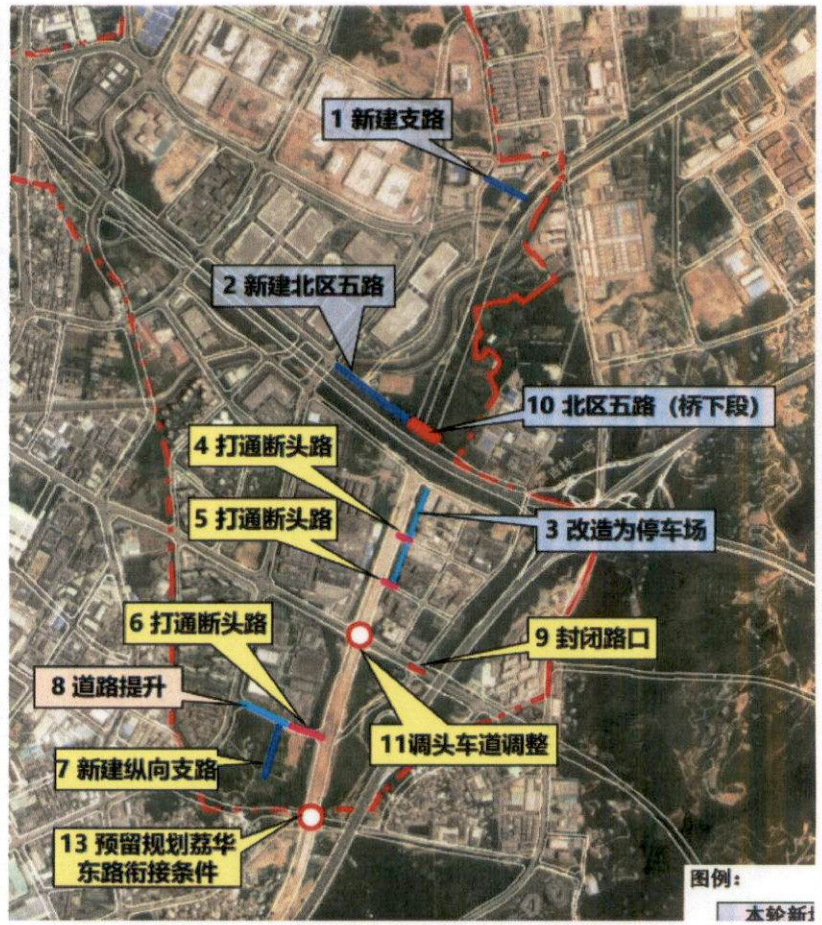 1 新建支路
2 新建北区五路
10 北区五路（桥下段）
4 打通断头路
5 打通断头路
3 改造为停车场
6 打通断头路
9 封闭路口
8 道路提升
11调头车道调整
7 新建纵向支路
13 预留规划荔华
东路衔接条件
图例：
本轮新增